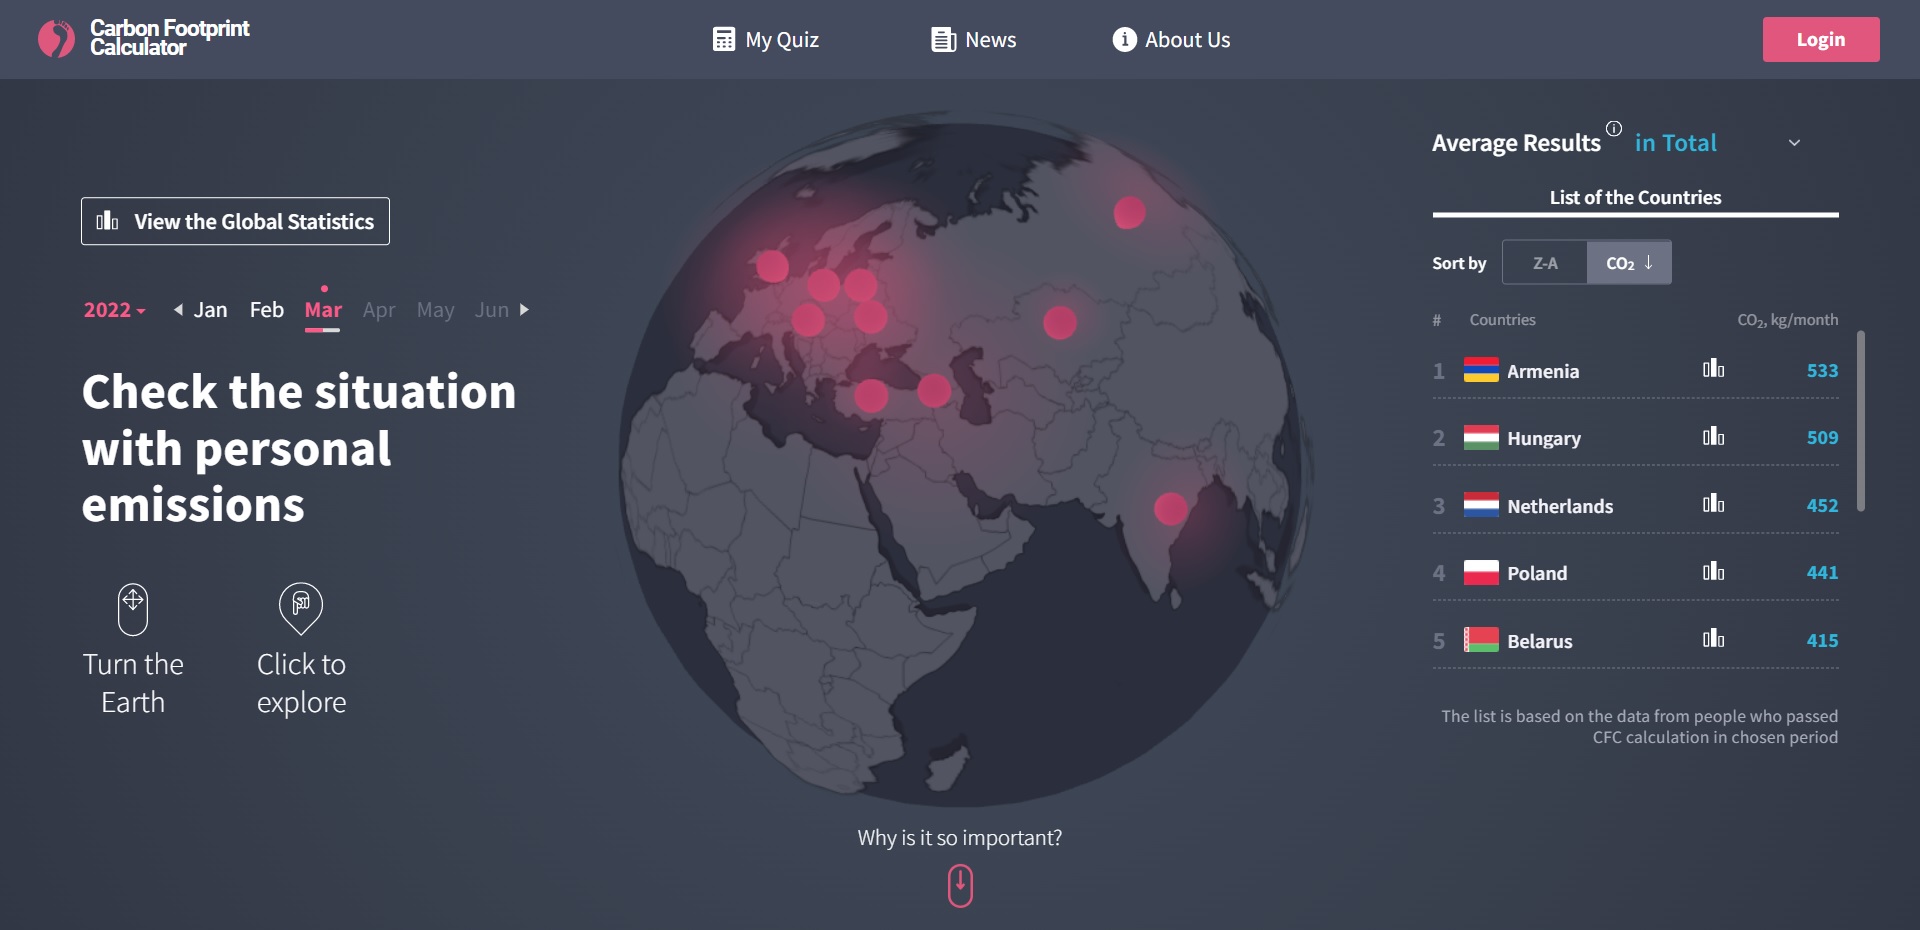 Carbon Footprint
Calculator
My Quiz
News
About Us
Login
View the Global Statistics
2022 Jan Feb Mar Apr May Jun
Check the situation
with personal
emissions
Turn the
Earth
Click to
explore
Why is it so important?
Average Results in Total
List of the Countries
Sort by Z-A CO₂ ↓
# Countries CO₂, kg/month
1 Armenia 533
2 Hungary 509
3 Netherlands 452
4 Poland 441
5 Belarus 415
The list is based on the data from people who passed
CFC calculation in chosen period